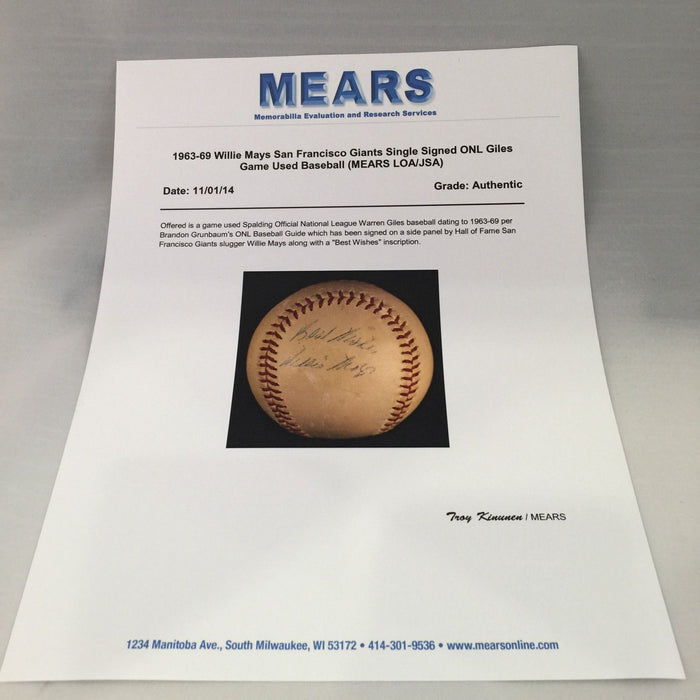 MEARS
Memorabilia Evaluation and Research Services
1963-69 Willie Mays San Francisco Giants Single Signed ONL Giles
Game Used Baseball (MEARS LOA/JSA)
Date: 11/01/14
Grade: Authentic
Offered is a game used Spalding Official National League Warren Giles baseball dating to 1963-69 per
Brandon Grunbaum's ONL Baseball Guide which has been signed on a side panel by Hall of Fame San
Francisco Giants slugger Willie Mays along with a "Best Wishes" inscription.
Best Wishes
Willie Mays
Troy Kinunen / MEARS
1234 Manitoba Ave., South Milwaukee, WI 53172 • 414-301-9536 • www.mearsonline.com